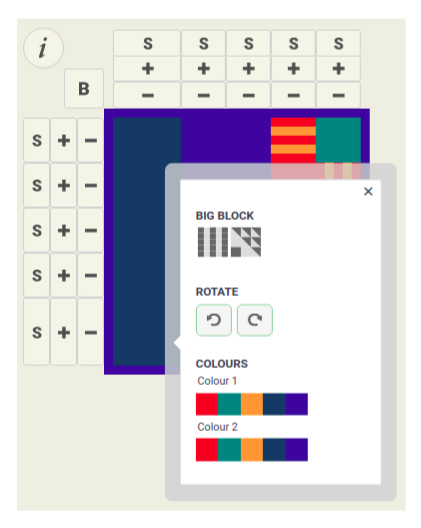 i
S S S S S
+ + + + +
B
− − − − −
S + −
S + −
S + −
S + −
S + −
×
BIG BLOCK
ROTATE
COLOURS
Colour 1
Colour 2